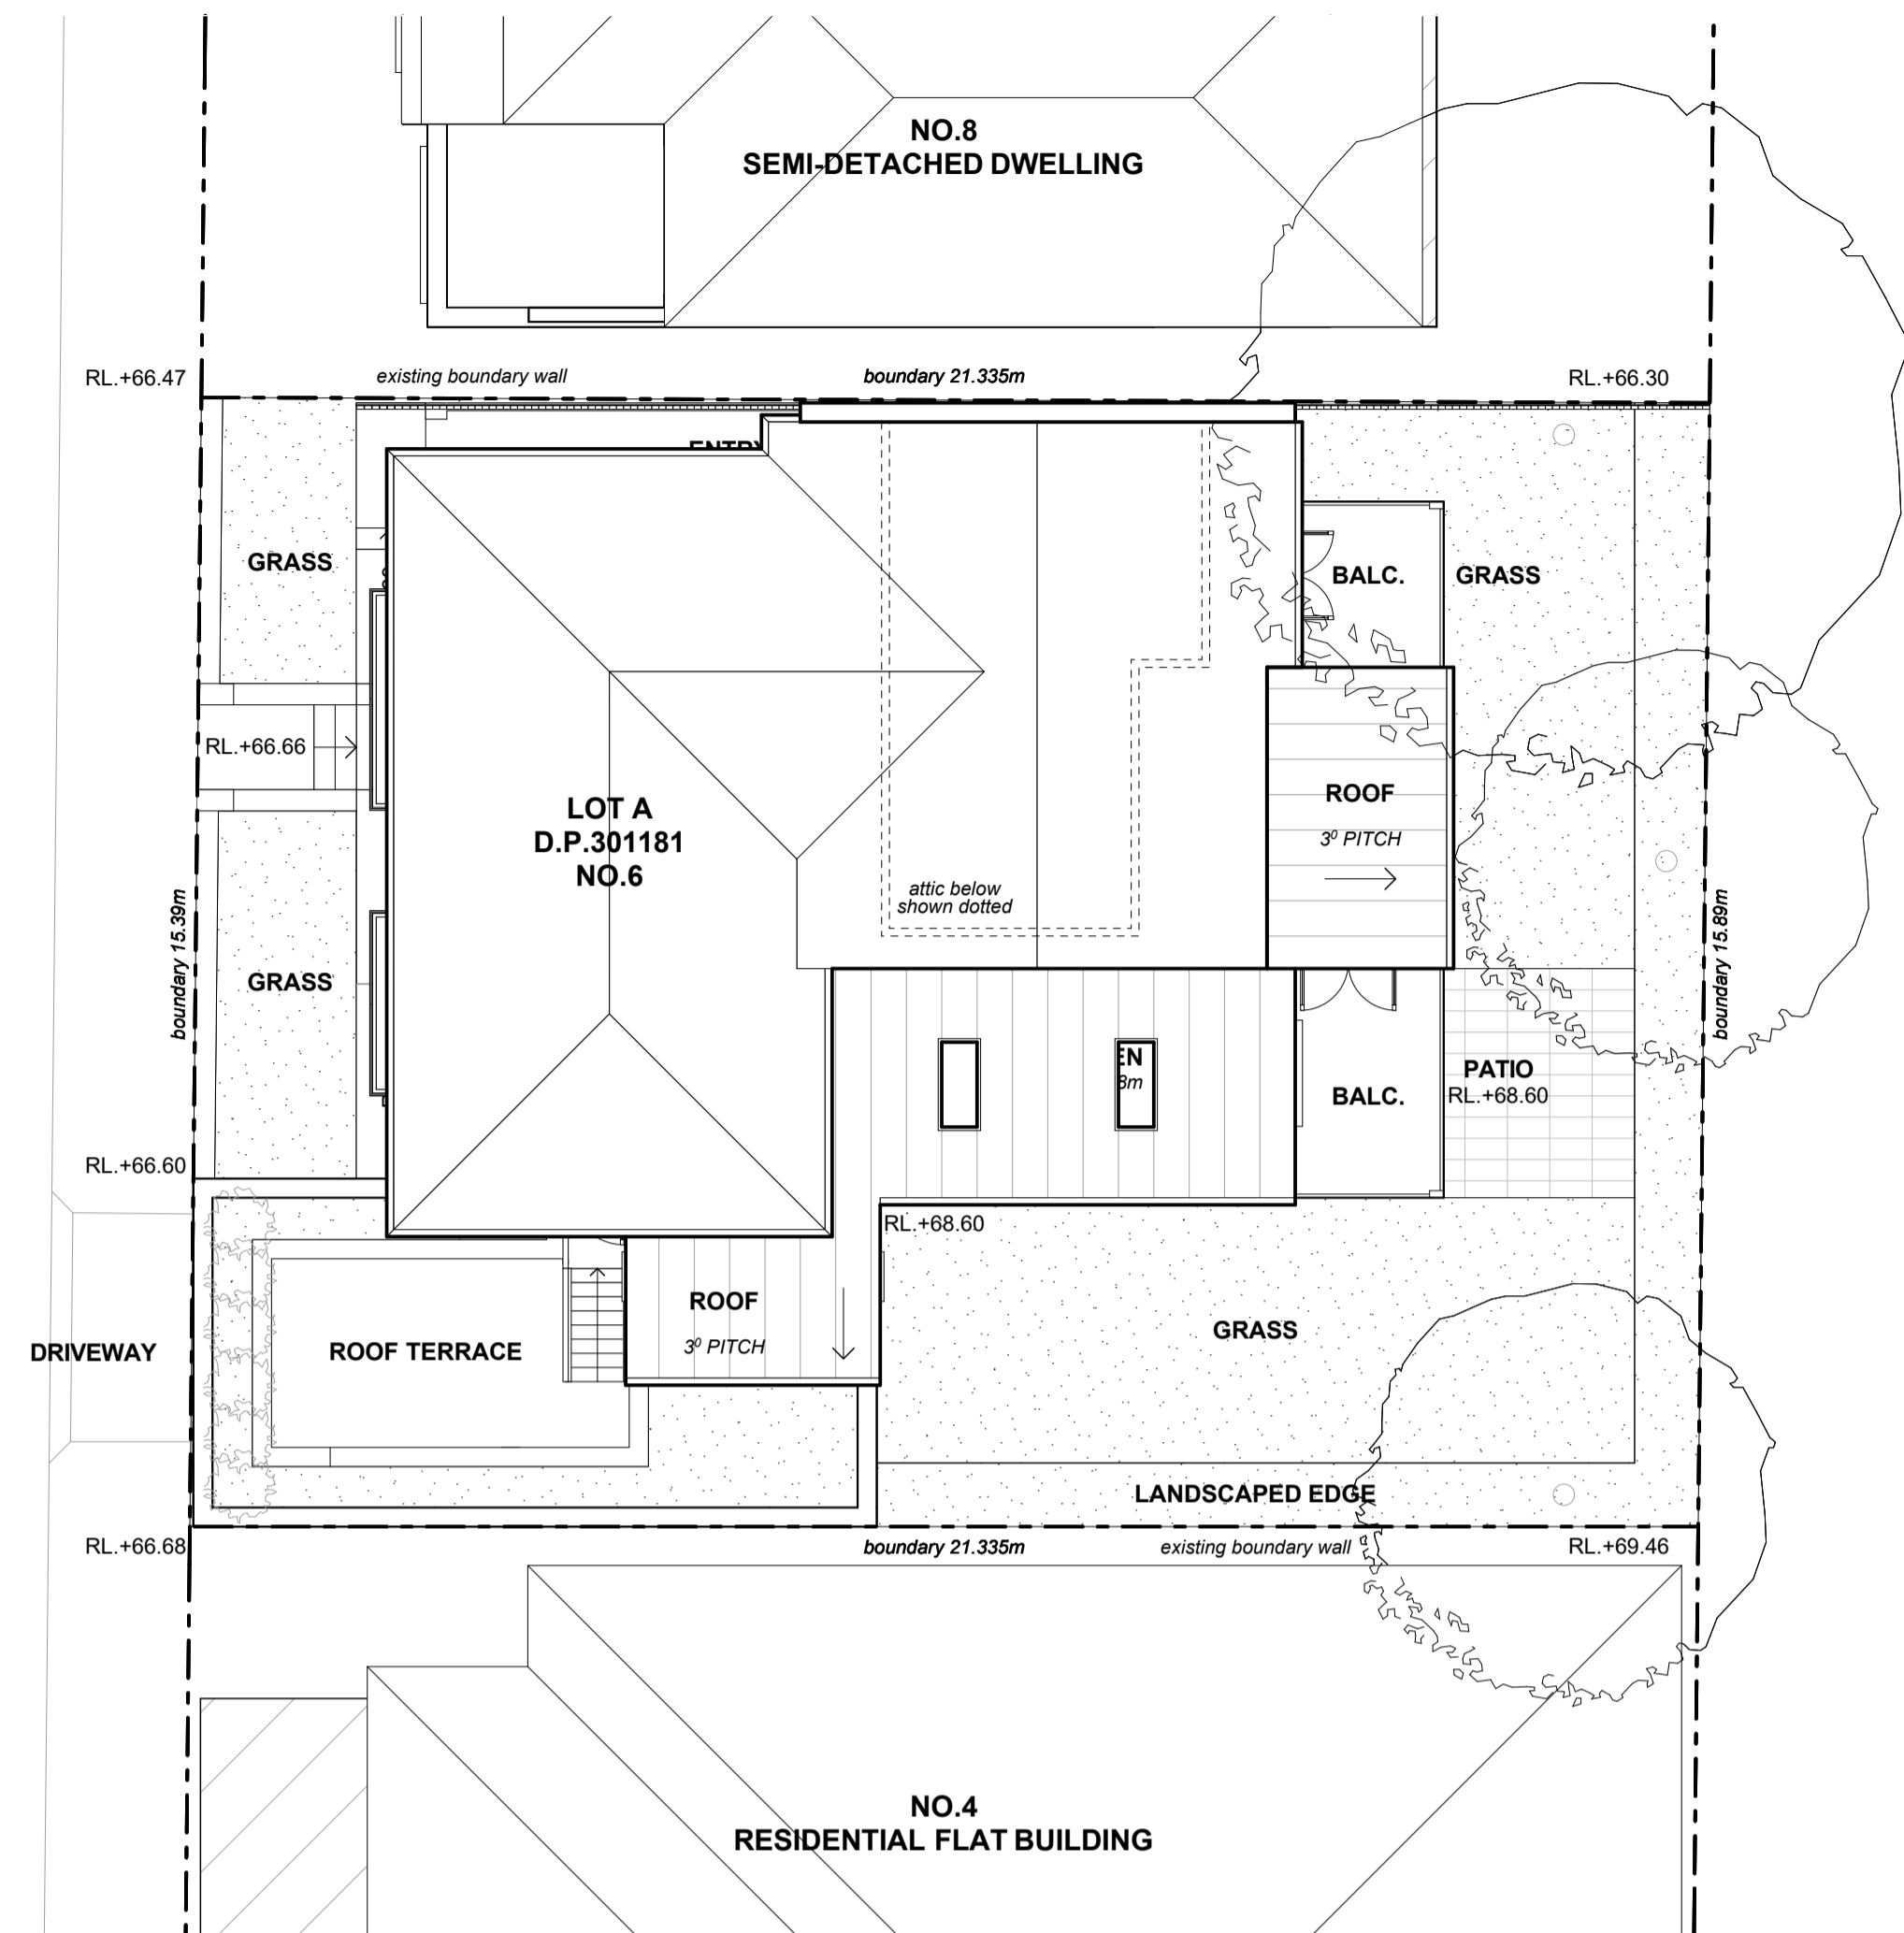 NO.8
SEMI-DETACHED DWELLING
RL.+66.47
existing boundary wall
boundary 21.335m
RL.+66.30
ENTRY
GRASS
BALC.
GRASS
RL.+66.66
ROOF
3⁰ PITCH
LOT A
D.P.301181
NO.6
attic below
shown dotted
boundary 15.39m
boundary 15.89m
GRASS
EN
PATIO
RL.+68.60
BALC.
RL.+66.60
RL.+68.60
ROOF
3⁰ PITCH
GRASS
DRIVEWAY
ROOF TERRACE
LANDSCAPED EDGE
RL.+66.68
boundary 21.335m
existing boundary wall
RL.+69.46
NO.4
RESIDENTIAL FLAT BUILDING